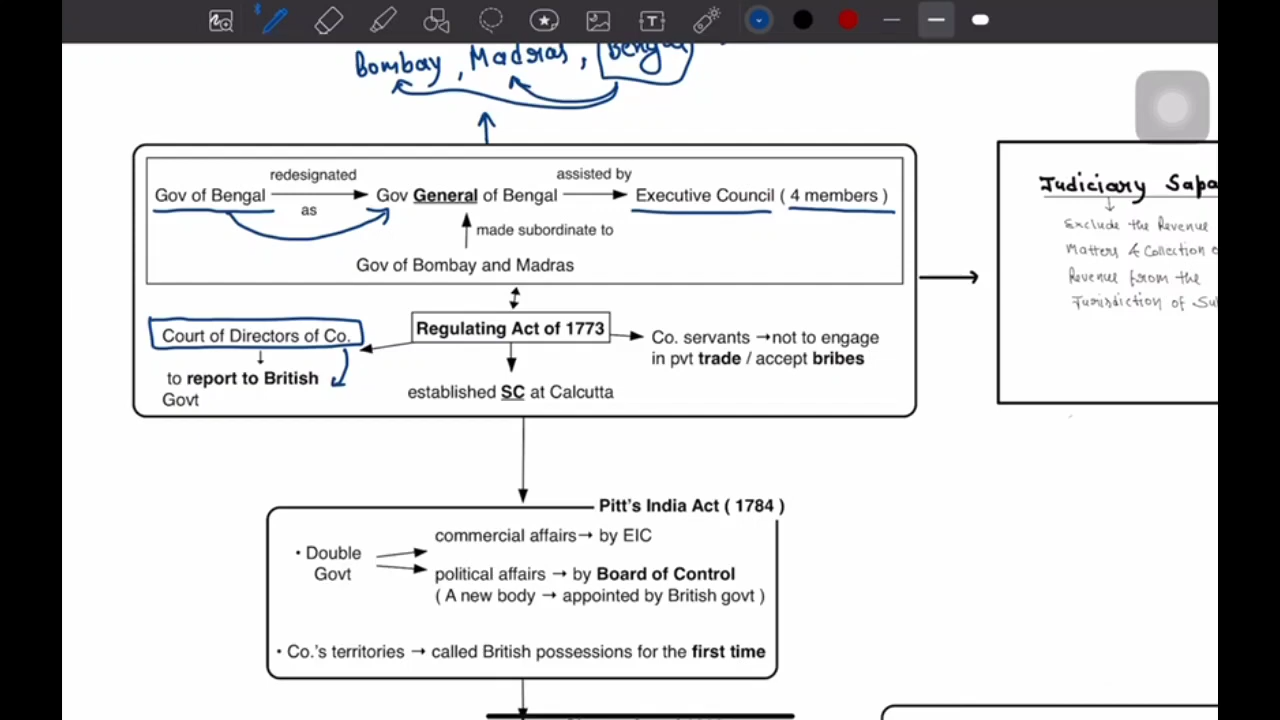 Bombay, Madras, Bengal
redesignated
assisted by
Gov of Bengal
Gov General of Bengal
Executive Council ( 4 members )
as
made subordinate to
Gov of Bombay and Madras
Court of Directors of Co.
Regulating Act of 1773
Co. servants →not to engage
in pvt trade / accept bribes
to report to British
Govt
established SC at Calcutta
Judiciary Sapa
Exclude the Revenue
Matters & Collection o
Revenue from the
Jurisdiction of Su
Pitt's India Act ( 1784 )
• Double
Govt
commercial affairs→ by EIC
political affairs → by Board of Control
( A new body → appointed by British govt )
• Co.'s territories → called British possessions for the first time